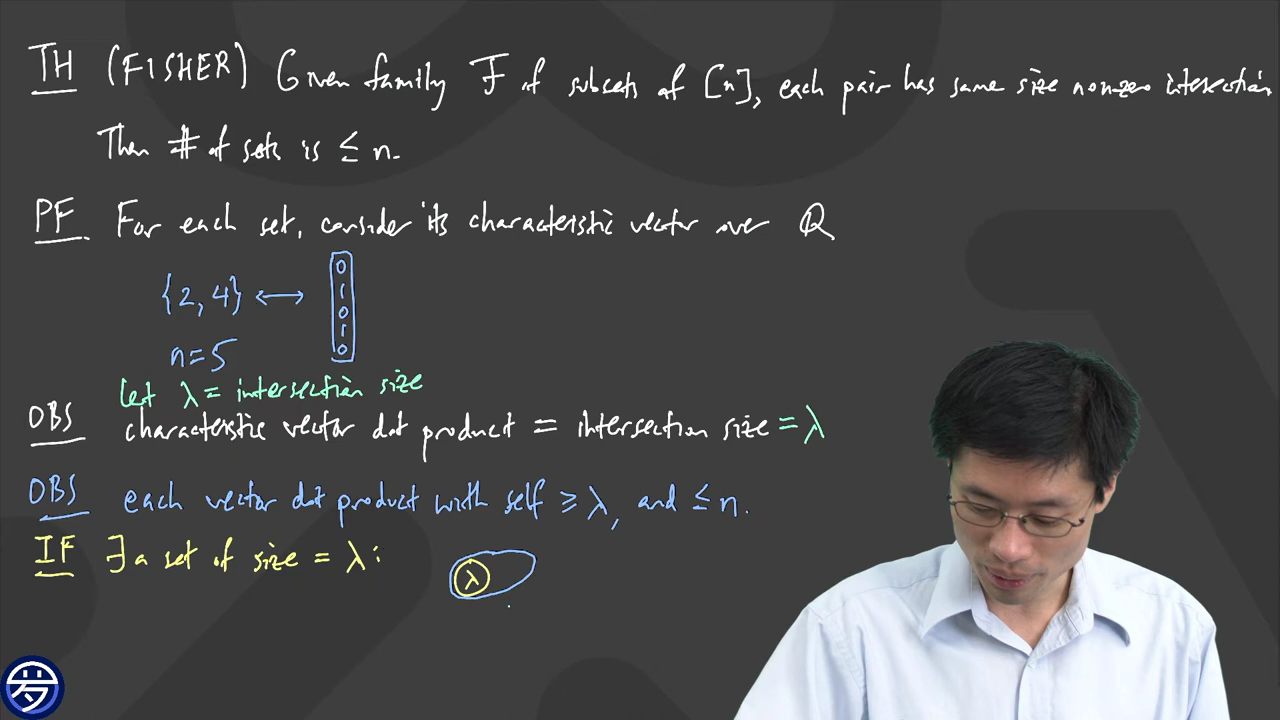 TH (FISHER) Given family F of subsets of [n], each pair has same size nonzero intersection
Then # of sets is ≤ n.
PF. For each set, consider its characteristic vector over Q
{2, 4} ↔
0
1
0
1
0
n=5
Let λ = intersection size
OBS characteristic vector dot product = intersection size = λ
OBS each vector dot product with self ≥ λ, and ≤ n.
IF ∃ a set of size = λ:
λ